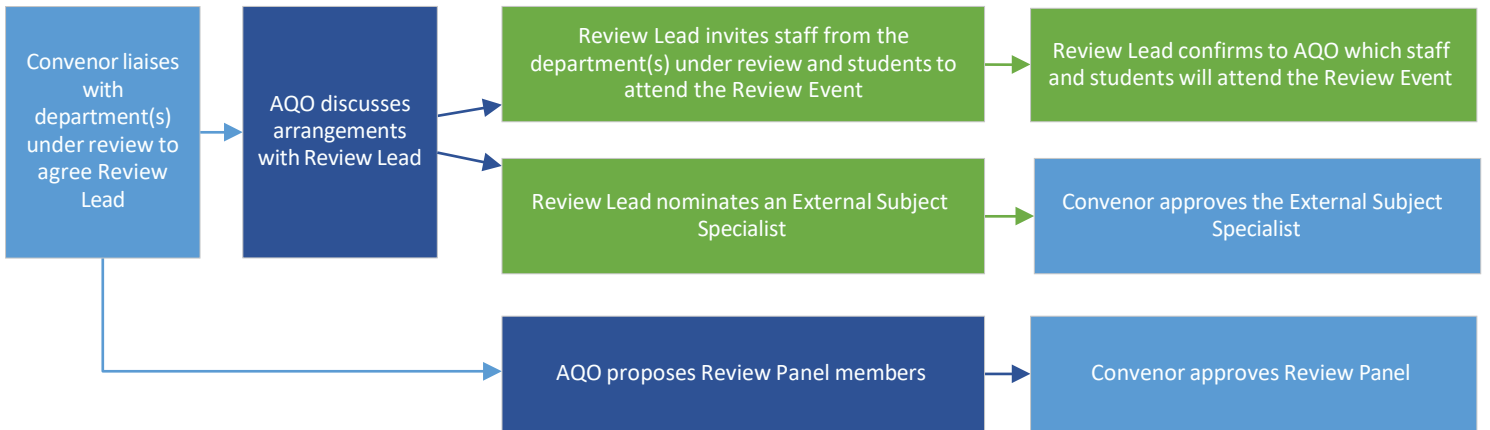 Convenor liaises
with
department(s)
under review to
agree Review
Lead
AQO discusses
arrangements
with Review Lead
Review Lead invites staff from the
department(s) under review and students to
attend the Review Event
Review Lead confirms to AQO which staff
and students will attend the Review Event
Review Lead nominates an External Subject
Specialist
Convenor approves the External Subject
Specialist
AQO proposes Review Panel members
Convenor approves Review Panel